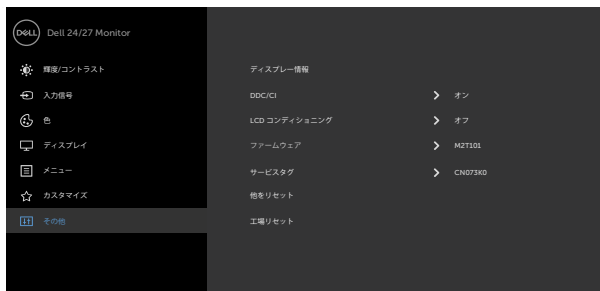 DELL Dell 24/27 Monitor
輝度/コントラスト
入力信号
色
ディスプレイ
メニュー
カスタマイズ
その他
ディスプレー情報
DDC/CI オン
LCD コンディショニング オフ
ファームウェア M2T101
サービスタグ CN073K0
他をリセット
工場リセット